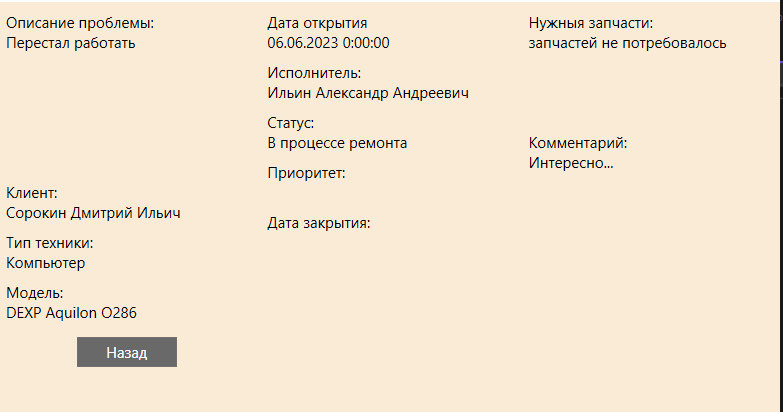 Описание проблемы:
Перестал работать
Клиент:
Сорокин Дмитрий Ильич
Тип техники:
Компьютер
Модель:
DEXP Aquilon O286
Назад
Дата открытия
06.06.2023 0:00:00
Исполнитель:
Ильин Александр Андреевич
Статус:
В процессе ремонта
Приоритет:
Дата закрытия:
Нужныя запчасти:
запчастей не потребовалось
Комментарий:
Интересно...